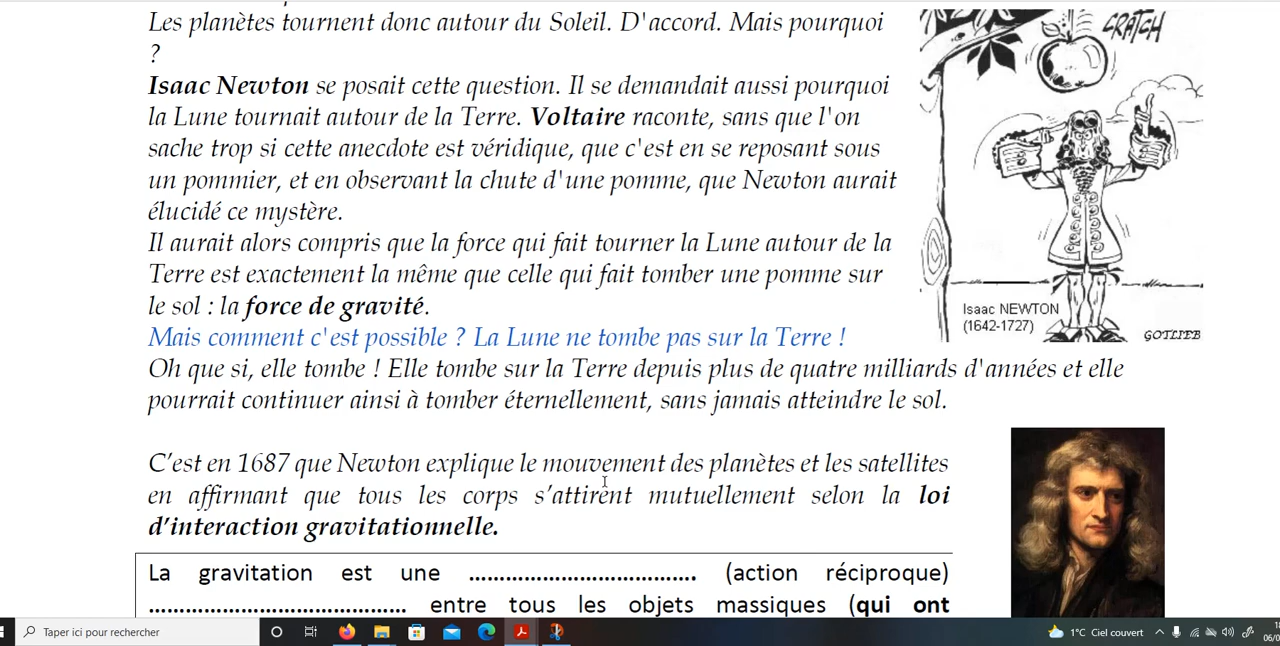 Les planètes tournent donc autour du Soleil. D'accord. Mais pourquoi
?
Isaac Newton se posait cette question. Il se demandait aussi pourquoi
la Lune tournait autour de la Terre. Voltaire raconte, sans que l'on
sache trop si cette anecdote est véridique, que c'est en se reposant sous
un pommier, et en observant la chute d'une pomme, que Newton aurait
élucidé ce mystère.
Il aurait alors compris que la force qui fait tourner la Lune autour de la
Terre est exactement la même que celle qui fait tomber une pomme sur
le sol : la force de gravité.
Mais comment c'est possible ? La Lune ne tombe pas sur la Terre !
Oh que si, elle tombe ! Elle tombe sur la Terre depuis plus de quatre milliards d'années et elle
pourrait continuer ainsi à tomber éternellement, sans jamais atteindre le sol.
CRATCH
Isaac NEWTON
(1642-1727)
GOTLIEB
C’est en 1687 que Newton explique le mouvement des planètes et les satellites
en affirmant que tous les corps s’attirent mutuellement selon la loi
d’interaction gravitationnelle.
La gravitation est une ………………………………. (action réciproque)
…………………………………… entre tous les objets massiques (qui ont
Taper ici pour rechercher
1°C Ciel couvert